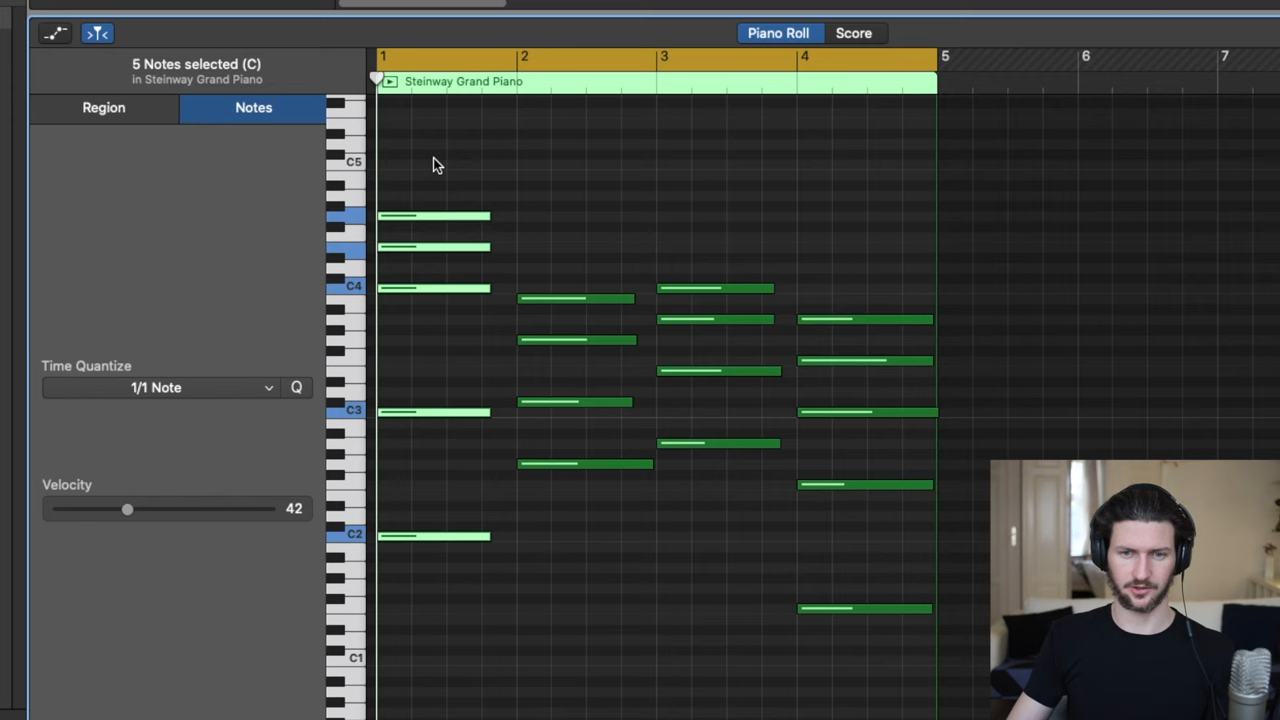 Piano Roll Score
5 Notes selected (C)
in Steinway Grand Piano
1 2 3 4 5 6 7
Steinway Grand Piano
Region Notes
C5
C4
Time Quantize
1/1 Note Q
C3
Velocity
42
C2
C1